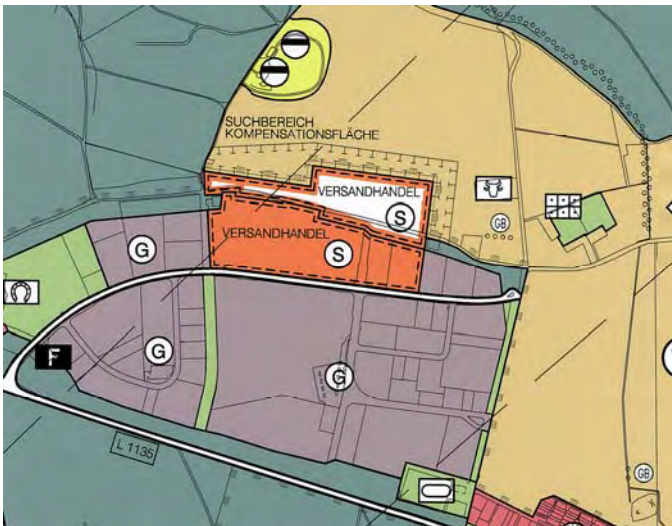 SUCHBEREICH
KOMPENSATIONSFLÄCHE
VERSANDHANDEL
S
GB
VERSANDHANDEL
S
G
G
G
F
L 1135
GB